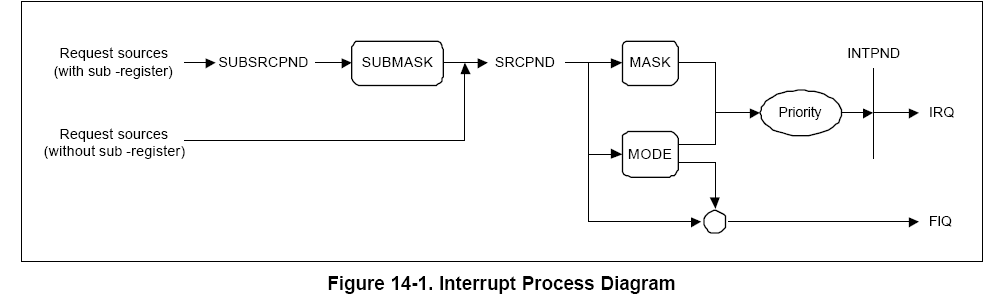 Request sources
(with sub -register)
SUBSRCPND
SUBMASK
SRCPND
MASK
INTPND
Priority
IRQ
Request sources
(without sub -register)
MODE
FIQ
Figure 14-1. Interrupt Process Diagram